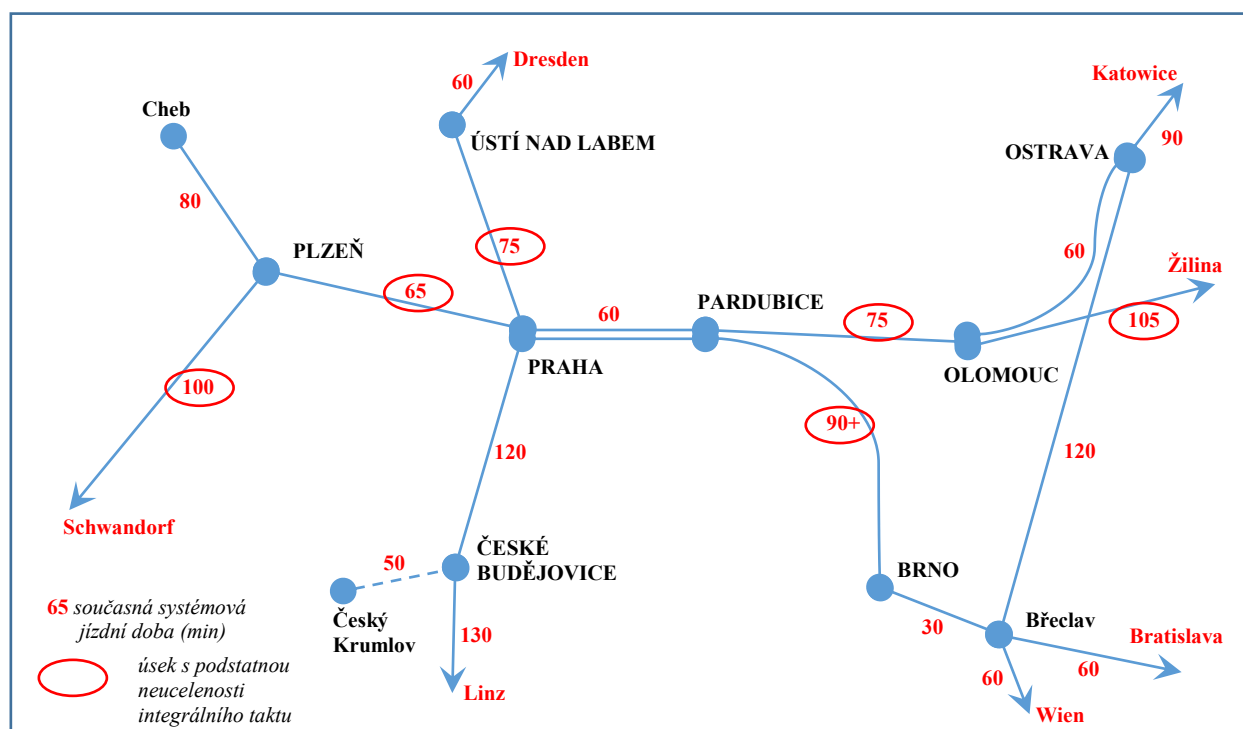 Dresden
Katowice
60
Cheb
ÚSTÍ NAD LABEM
90
OSTRAVA
80
PLZEŇ
75
60
Žilina
65
60
PARDUBICE
75
105
PRAHA
OLOMOUC
100
90+
120
120
Schwandorf
50
ČESKÉ
BUDĚJOVICE
BRNO
65 současná systémová
jízdní doba (min)
Český
Krumlov
130
30
Břeclav
Bratislava
60
60
úsek s podstatnou
neucelenosti
integrálního taktu
Linz
Wien